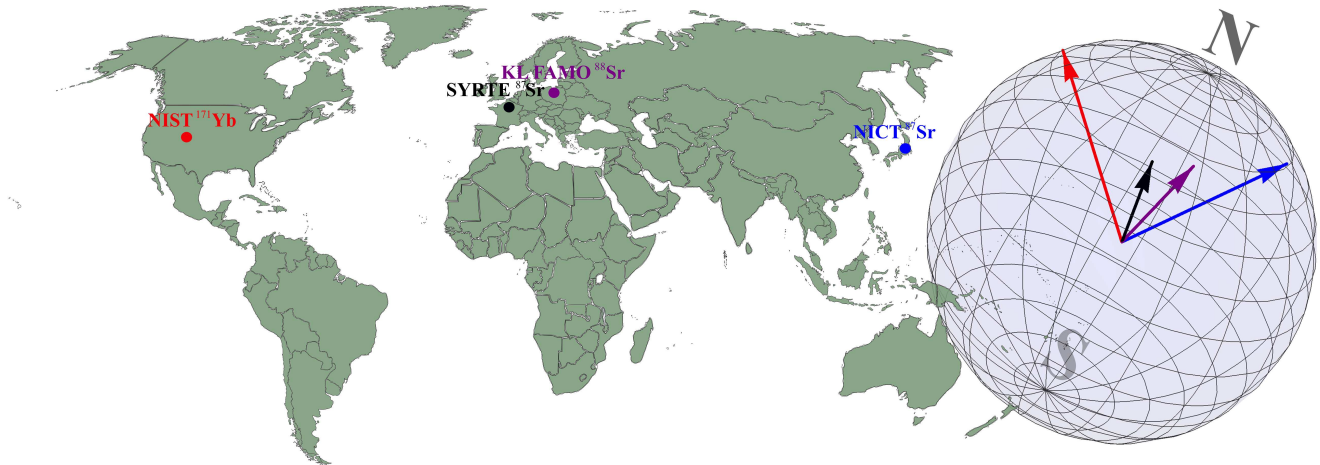 KL FAMO ⁸⁸Sr
SYRTE ⁸⁷Sr
NIST ¹⁷¹Yb
NICT ⁸⁷Sr
N
S